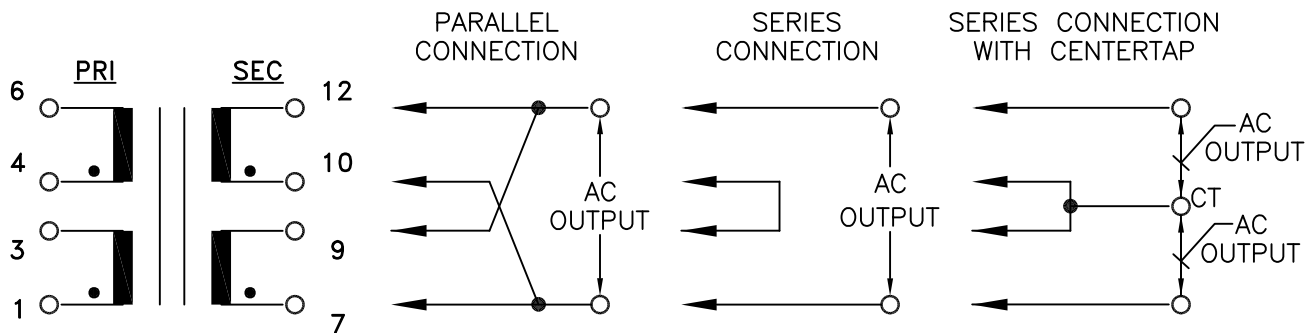 PARALLEL
CONNECTION
SERIES
CONNECTION
SERIES CONNECTION
WITH CENTERTAP
PRI
SEC
6
4
3
1
12
10
9
7
AC
OUTPUT
AC
OUTPUT
AC
OUTPUT
CT
AC
OUTPUT